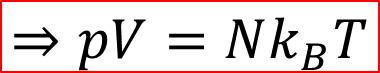 ⇒ 𝑝𝑉 = 𝑁𝑘_𝐵𝑇